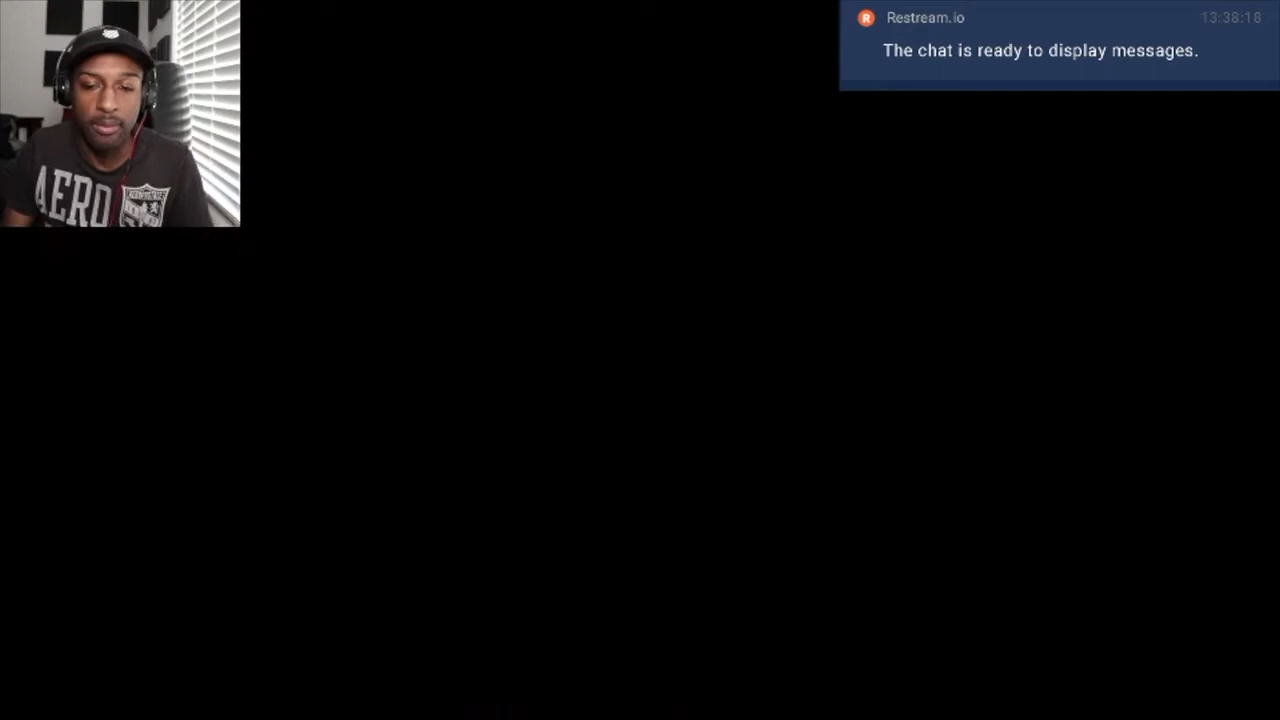 Restream.io 13:38:18
The chat is ready to display messages.
AERO